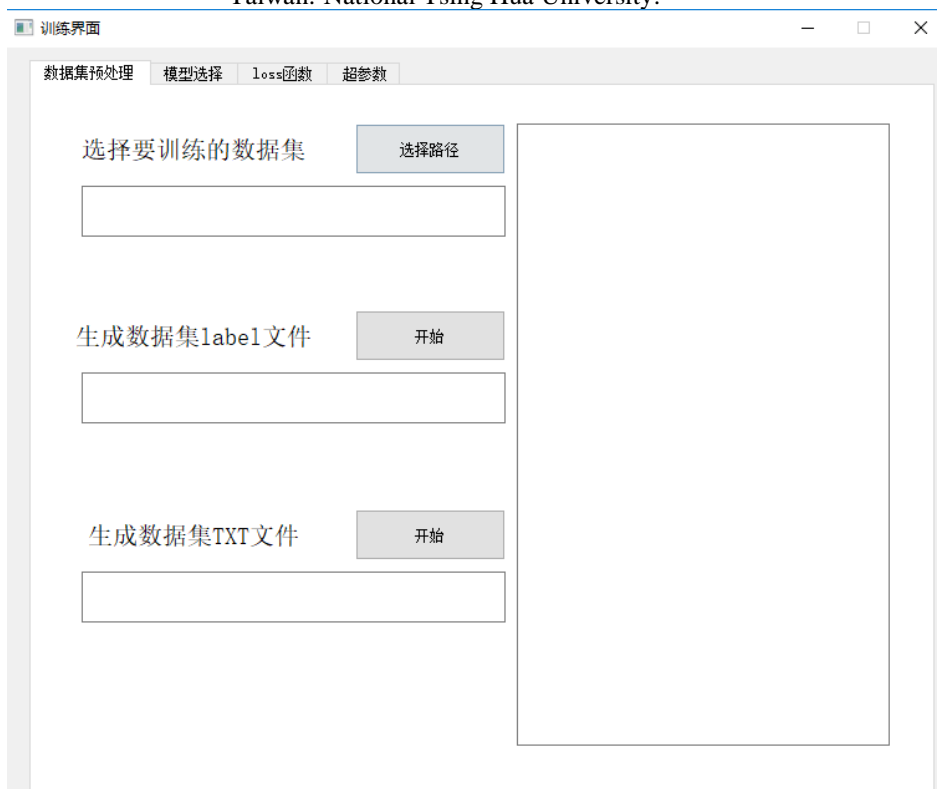 Taiwan: National Tsing Hua University.
训练界面
数据集预处理 模型选择 loss函数 超参数
选择要训练的数据集 选择路径
生成数据集label文件 开始
生成数据集TXT文件 开始